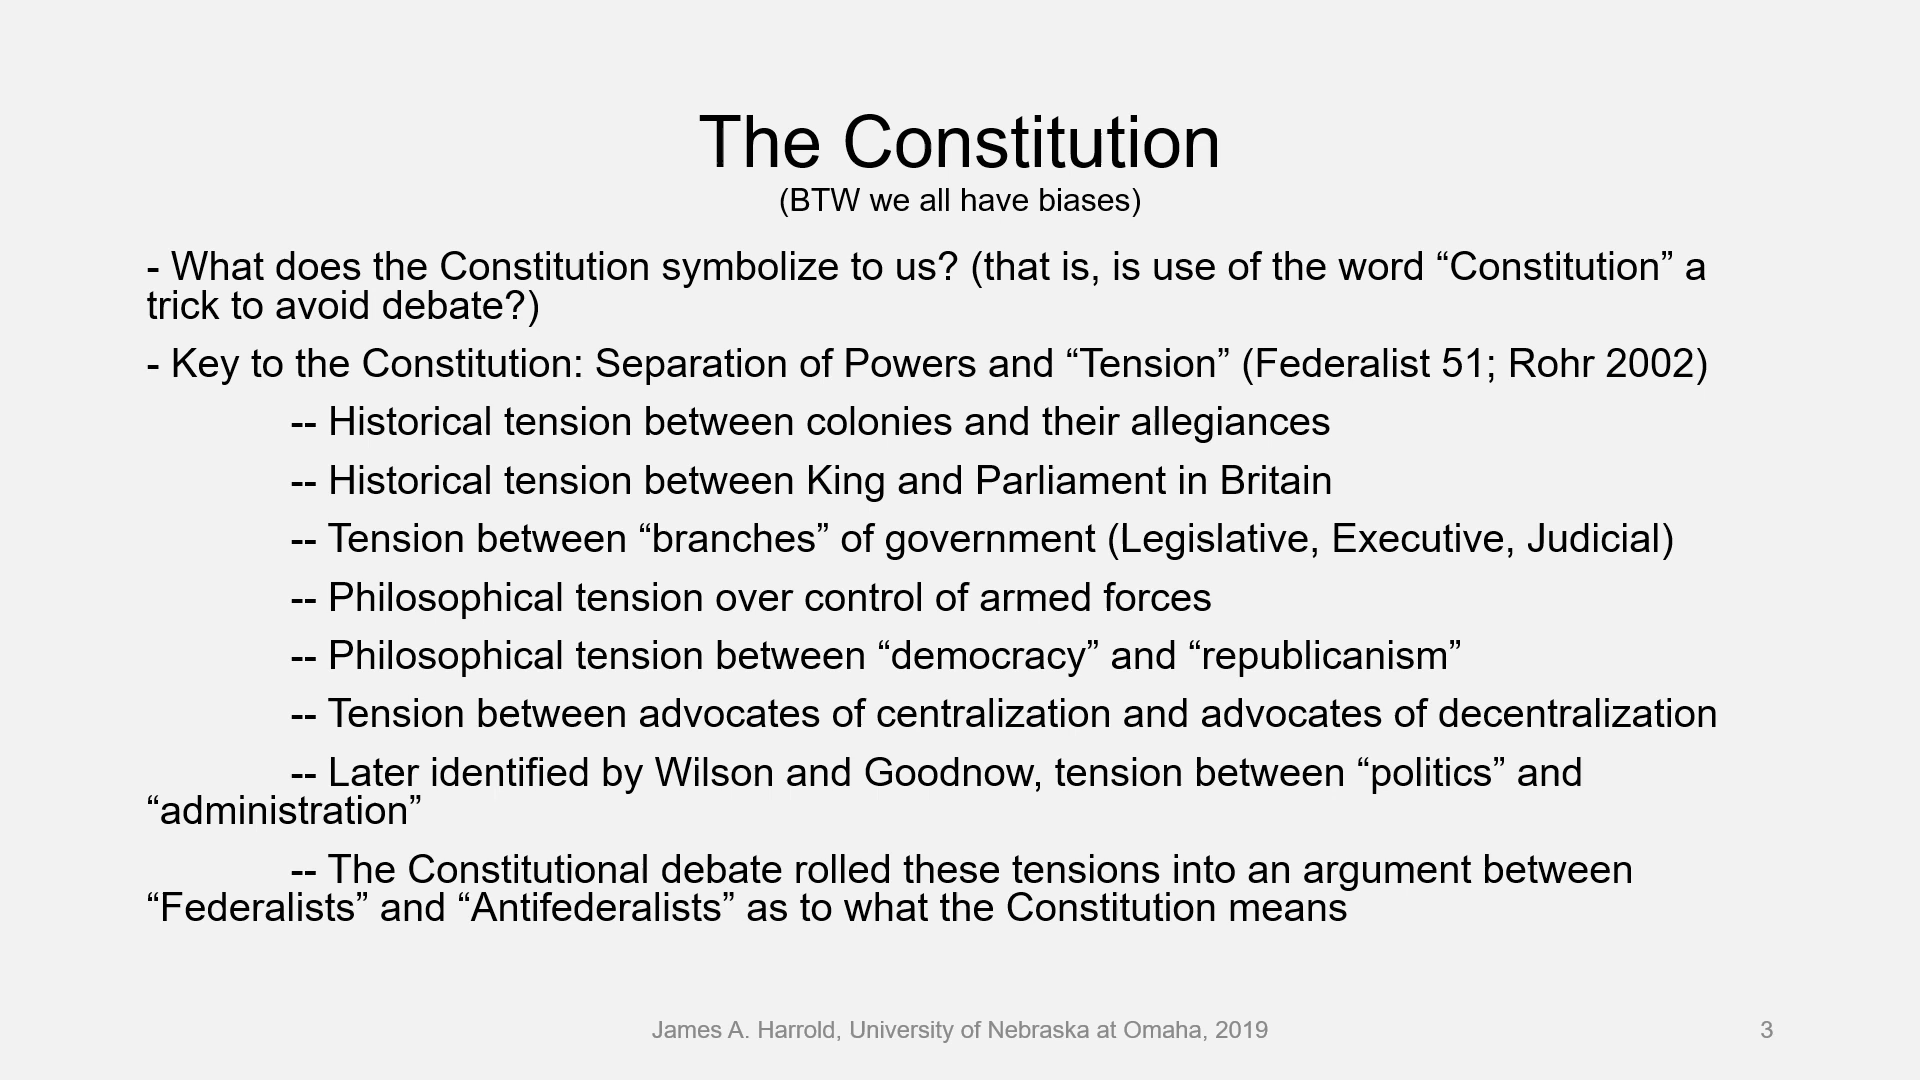 The Constitution
(BTW we all have biases)
- What does the Constitution symbolize to us? (that is, is use of the word “Constitution” a
trick to avoid debate?)
- Key to the Constitution: Separation of Powers and “Tension” (Federalist 51; Rohr 2002)
-- Historical tension between colonies and their allegiances
-- Historical tension between King and Parliament in Britain
-- Tension between “branches” of government (Legislative, Executive, Judicial)
-- Philosophical tension over control of armed forces
-- Philosophical tension between “democracy” and “republicanism”
-- Tension between advocates of centralization and advocates of decentralization
-- Later identified by Wilson and Goodnow, tension between “politics” and
“administration”
-- The Constitutional debate rolled these tensions into an argument between
“Federalists” and “Antifederalists” as to what the Constitution means
James A. Harrold, University of Nebraska at Omaha, 2019
3